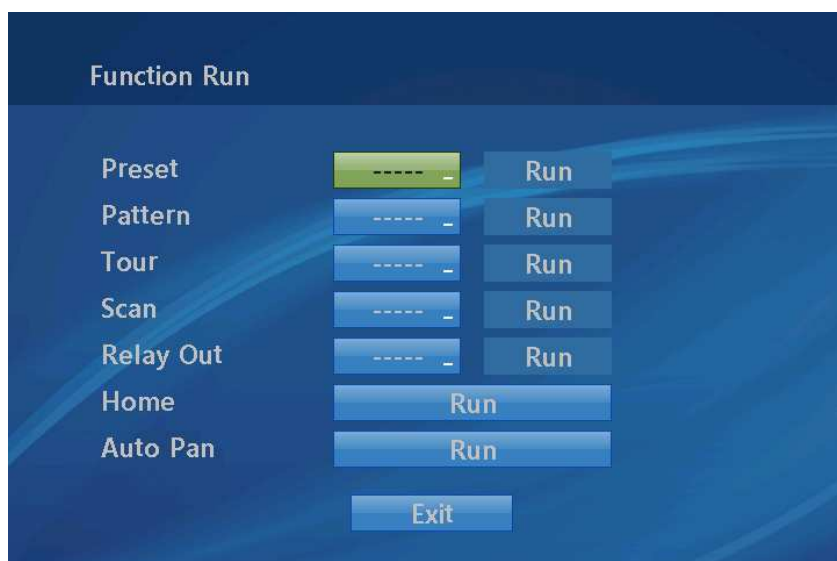 Function Run
Preset ----- _ Run
Pattern ----- _ Run
Tour ----- _ Run
Scan ----- _ Run
Relay Out ----- _ Run
Home Run
Auto Pan Run
Exit